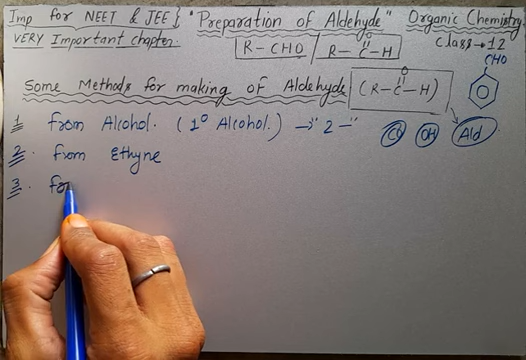 Imp for NEET & JEE} "Preparation of Aldehyde" Organic Chemistry
VERY Important chapter.
R-CHO / R-C-H
O
Class → 12
CHO
Some Methods for making of Aldehyde (R-C-H)
O
1 from Alcohol. (1° Alcohol.) → " 2 - "
CO OH Ald
2. from Ethyne
3. fo